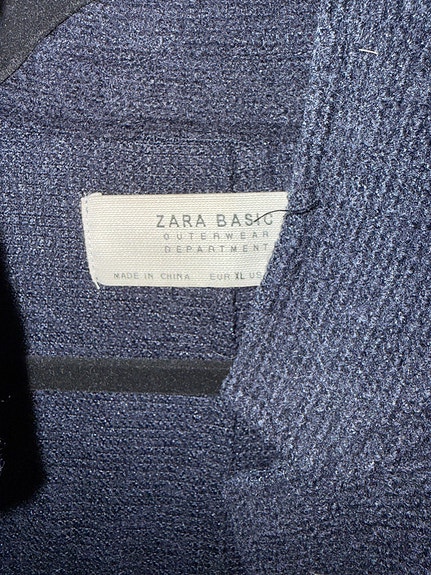 ZARA BASIC
OUTERWEAR
DEPARTMENT
MADE IN CHINA EUR XL US